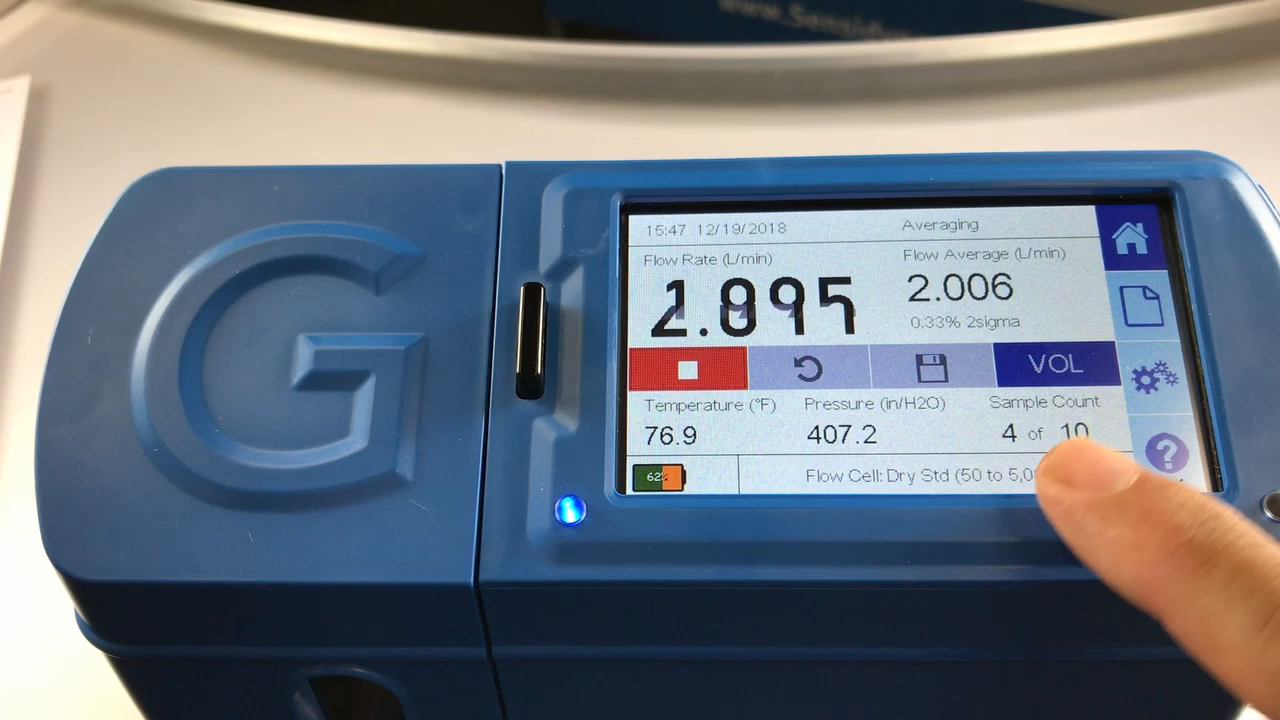 www.Sensid
G
15:47 12/19/2018
Averaging
Flow Rate (L/min)
Flow Average (L/min)
2.006
0.33% 2sigma
VOL
Temperature (°F)
Pressure (in/H2O)
Sample Count
76.9
407.2
4 of 10
62%
Flow Cell: Dry Std (50 to 5,0
?